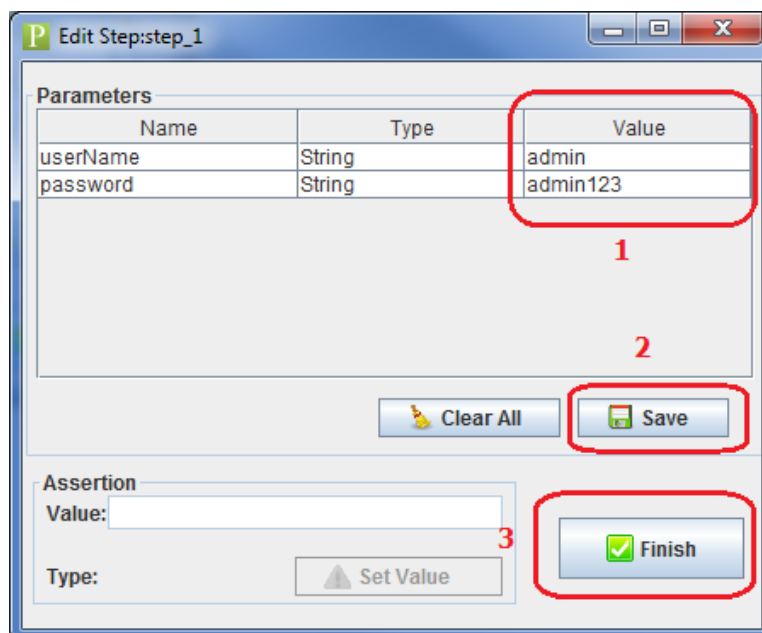 P Edit Step:step_1
Parameters
Name Type Value
userName String admin
password String admin123
1
2
Clear All Save
Assertion
Value:
3
Finish
Type: Set Value